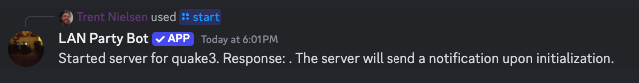 Trent Nielsen used start
LAN Party Bot ✓ APP Today at 6:01 PM
Started server for quake3. Response: . The server will send a notification upon initialization.